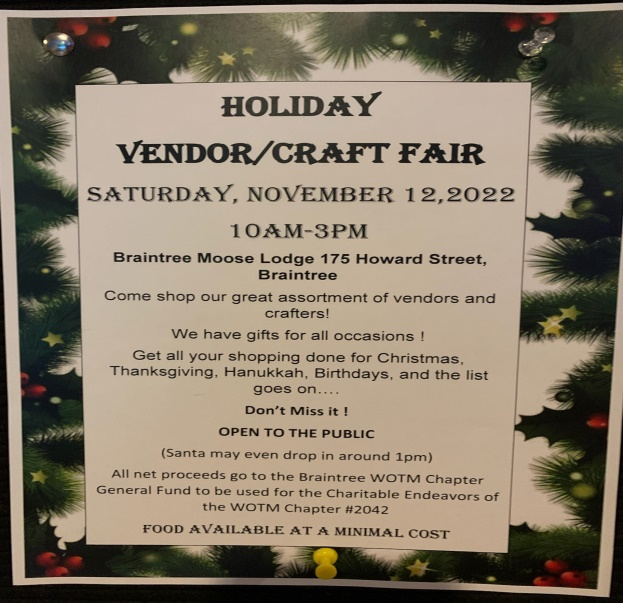 HOLIDAY
VENDOR/CRAFT FAIR
SATURDAY, NOVEMBER 12,2022
10AM-3PM
Braintree Moose Lodge 175 Howard Street,
Braintree
Come shop our great assortment of vendors and
crafters!
We have gifts for all occasions !
Get all your shopping done for Christmas,
Thanksgiving, Hanukkah, Birthdays, and the list
goes on....
Don't Miss it !
OPEN TO THE PUBLIC
(Santa may even drop in around 1pm)
All net proceeds go to the Braintree WOTM Chapter
General Fund to be used for the Charitable Endeavors of
the WOTM Chapter #2042
FOOD AVAILABLE AT A MINIMAL COST